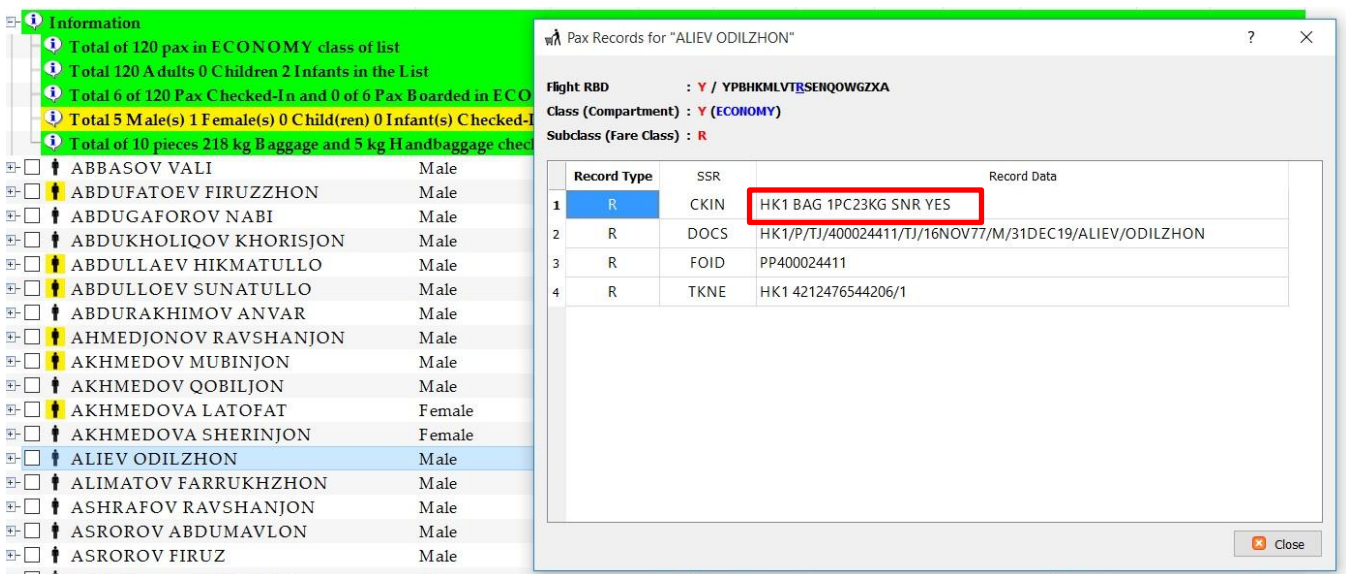 Information
Total of 120 pax in ECONOMY class of list
Total 120 Adults 0 Children 2 Infants in the List
Total 6 of 120 Pax Checked-In and 0 of 6 Pax Boarded in ECO
Total 5 Male(s) 1 Female(s) 0 Child(ren) 0 Infant(s) Checked-I
Total of 10 pieces 218 kg Baggage and 5 kg Handbaggage chec
ABBASOV VALI Male
ABDUFATOEV FIRUZZHON Male
ABDUGAFOROV NABI Male
ABDUKHOLIQOV KHORISJON Male
ABDULLAEV HIKMATULLO Male
ABDULLOEV SUNATULLO Male
ABDURAKHIMOV ANVAR Male
AHMEDJONOV RAVSHANJON Male
AKHMEDOV MUBINJON Male
AKHMEDOV QOBILJON Male
AKHMEDOVA LATOFAT Female
AKHMEDOVA SHERINJON Female
ALIEV ODILZHON Male
ALIMATOV FARRUKHZHON Male
ASHRAFOV RAVSHANJON Male
ASROROV ABDUMAVLON Male
ASROROV FIRUZ Male
Pax Records for "ALIEV ODILZHON" ?
Flight RBD : Y / YPBHKMLVTRSENQOWGZXA
Class (Compartment) : Y (ECONOMY)
Subclass (Fare Class) : R
Record Type SSR Record Data
1 R CKIN HK1 BAG 1PC23KG SNR YES
2 R DOCS HK1/P/TJ/400024411/TJ/16NOV77/M/31DEC19/ALIEV/ODILZHON
3 R FOID PP400024411
4 R TKNE HK1 4212476544206/1
Close